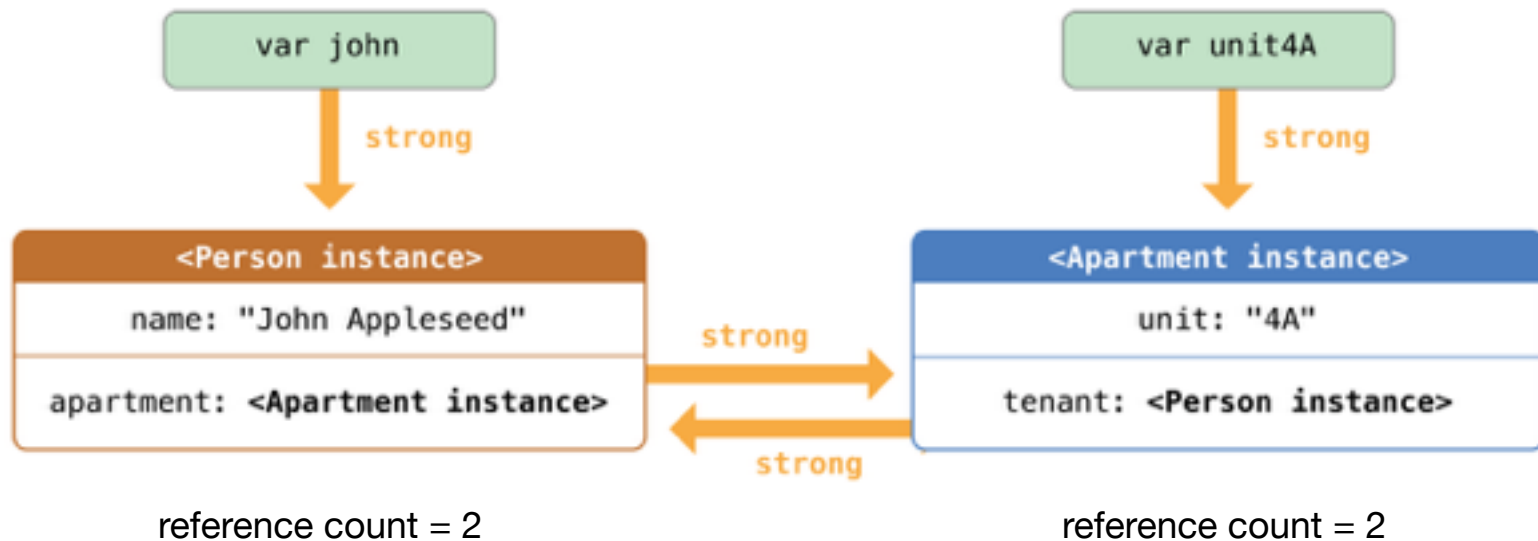 var john
var unit4A
strong
strong
<Person instance>
<Apartment instance>
name: "John Appleseed"
unit: "4A"
strong
apartment: <Apartment instance>
tenant: <Person instance>
strong
reference count = 2
reference count = 2